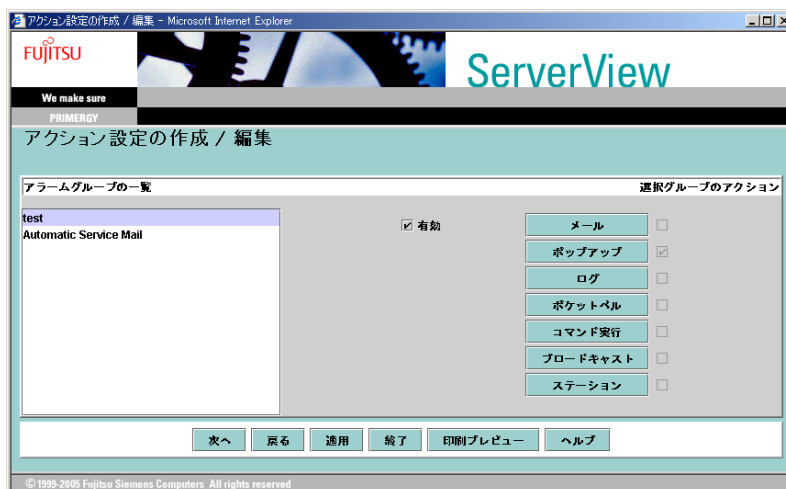 アクション設定の作成 / 編集 - Microsoft Internet Explorer
FUJITSU
ServerView
We make sure
PRIMERGY
アクション設定の作成 / 編集
アラームグループの一覧
選択グループのアクション
test
Automatic Service Mail
有効
メール
ポップアップ
ログ
ポケットベル
コマンド実行
ブロードキャスト
ステーション
次へ 戻る 適用 終了 印刷プレビュー ヘルプ
© 1999-2005 Fujitsu Siemens Computers All rights reserved